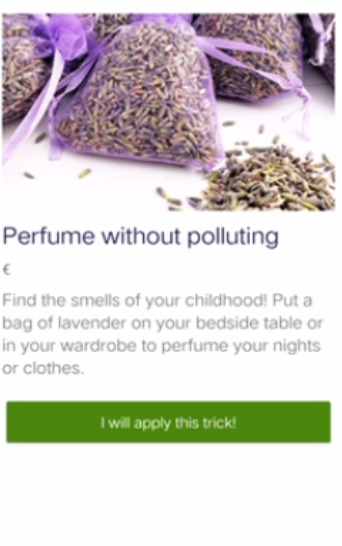 Perfume without polluting
€
Find the smells of your childhood! Put a
bag of lavender on your bedside table or
in your wardrobe to perfume your nights
or clothes.
I will apply this trick!